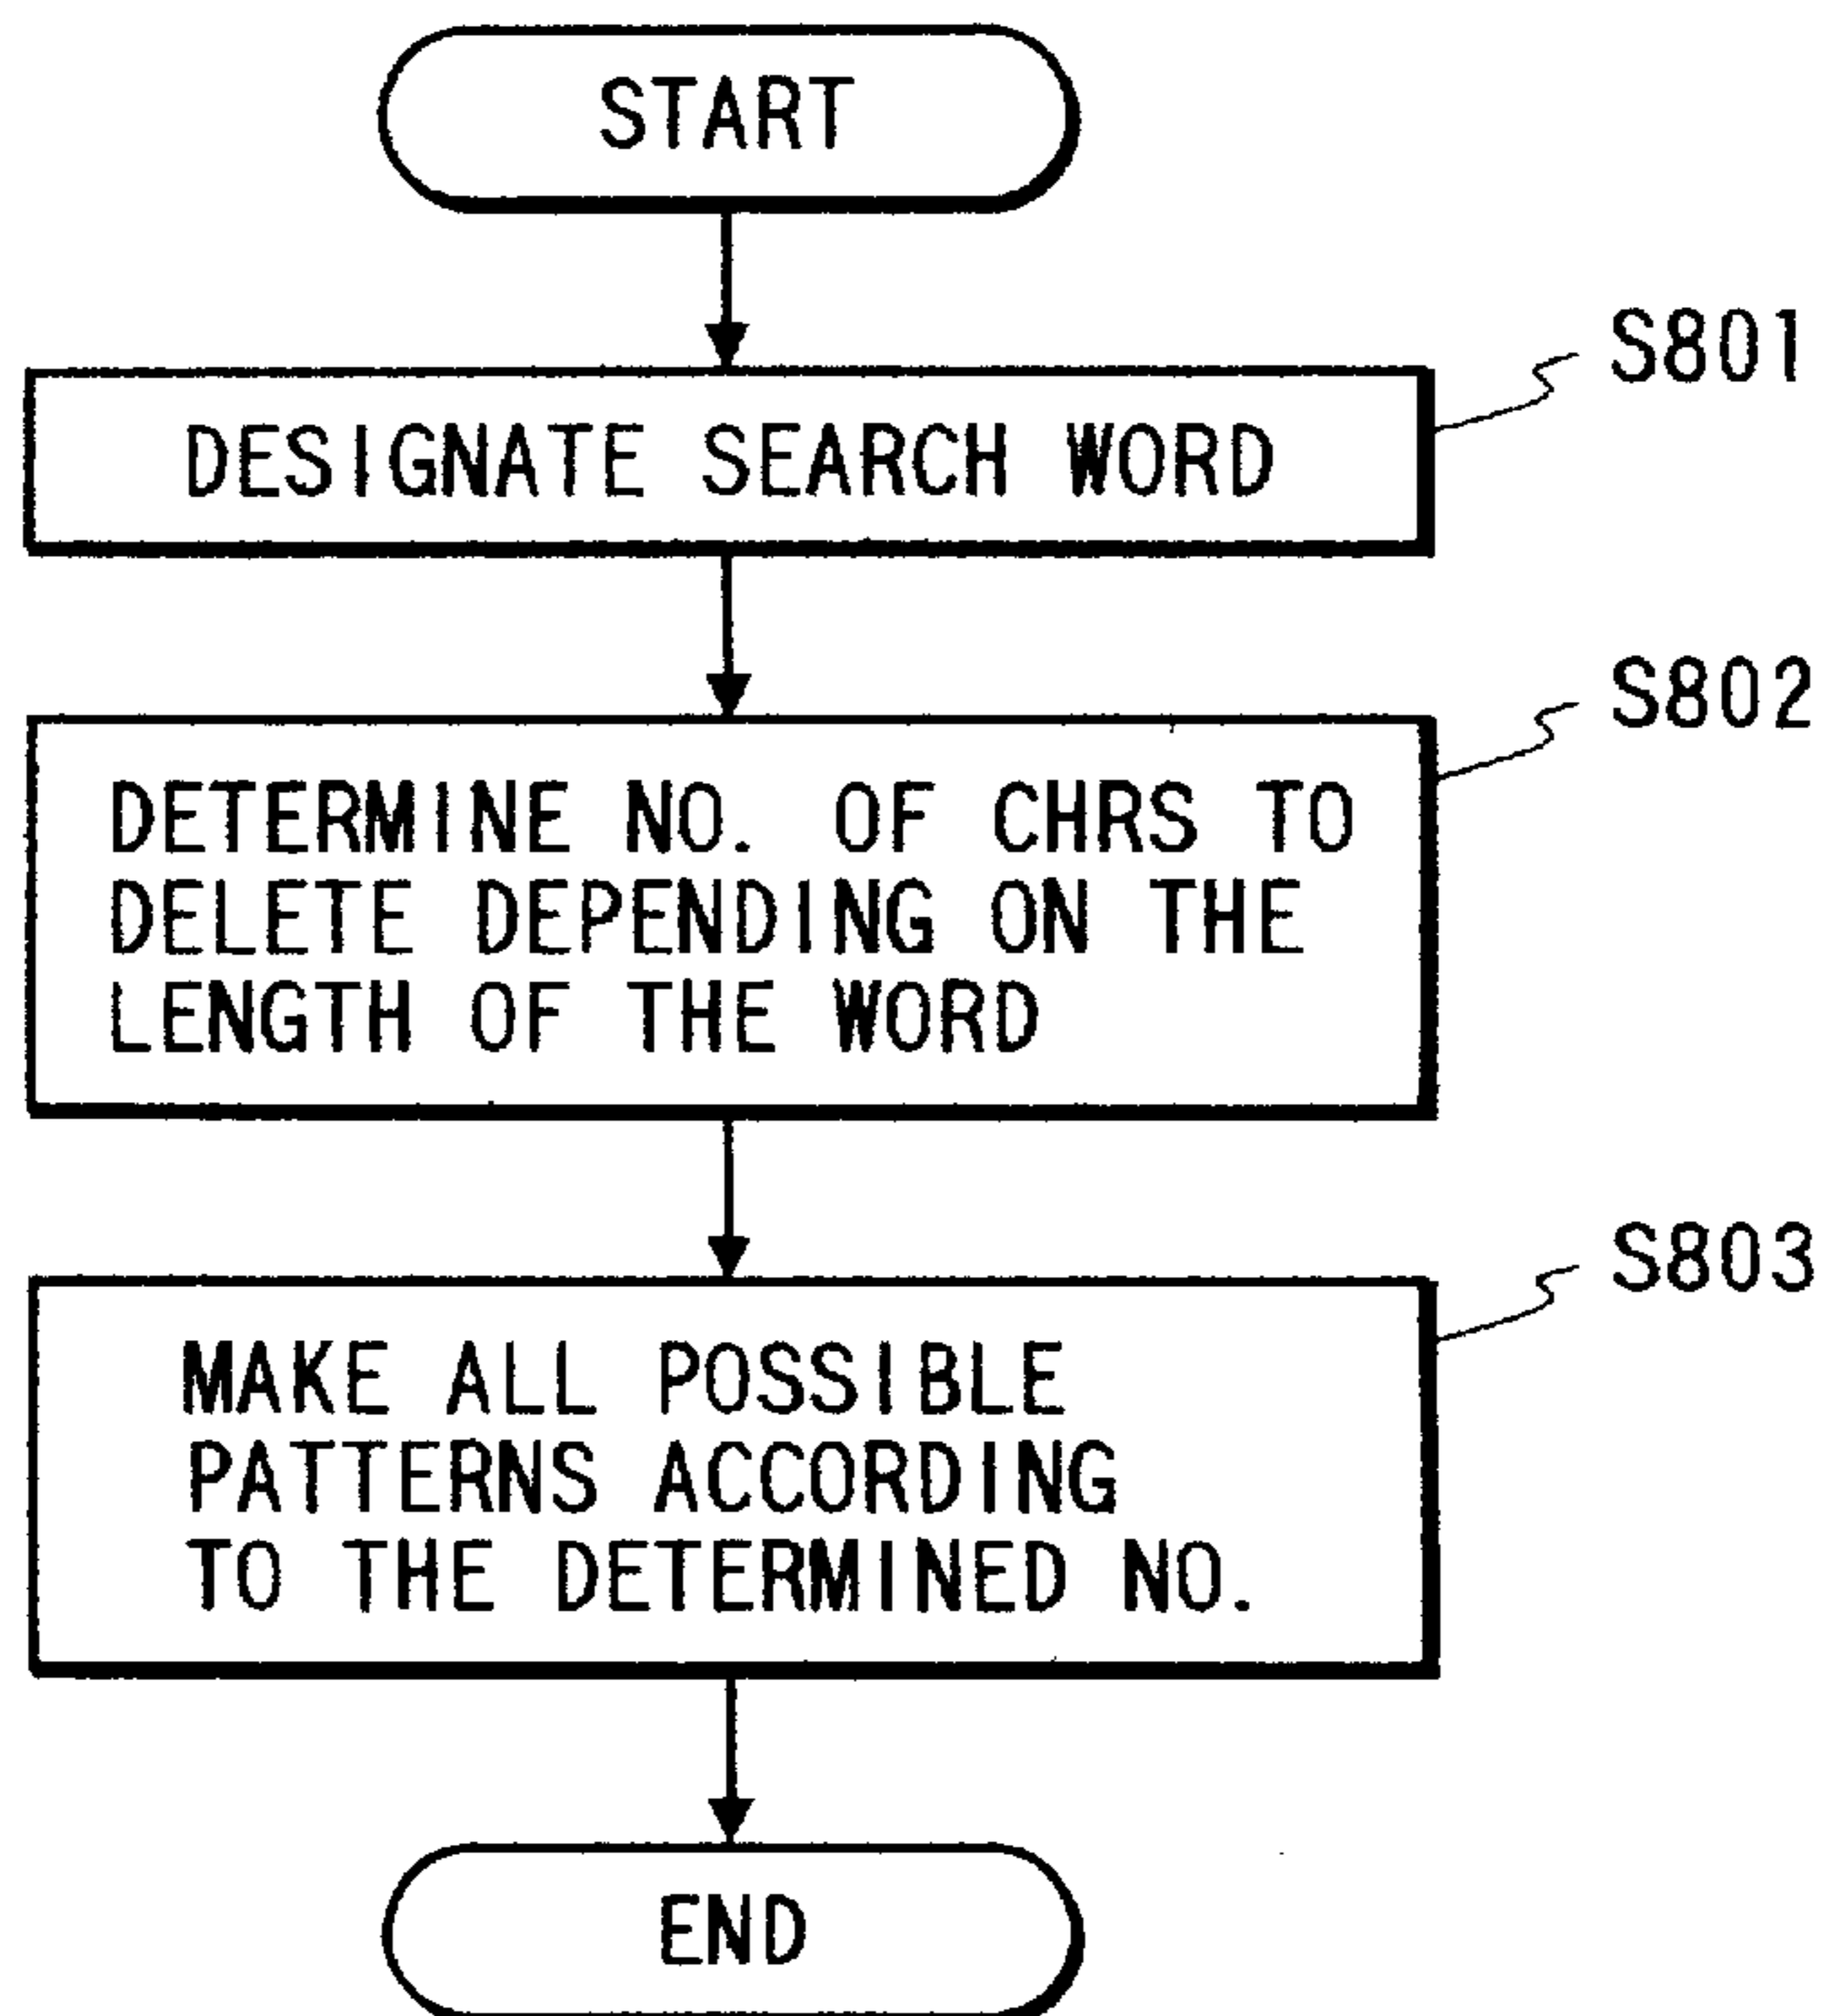 START
S801
DESIGNATE SEARCH WORD
S802
DETERMINE NO. OF CHRS TO
DELETE DEPENDING ON THE
LENGTH OF THE WORD
S803
MAKE ALL POSSIBLE
PATTERNS ACCORDING
TO THE DETERMINED NO.
END